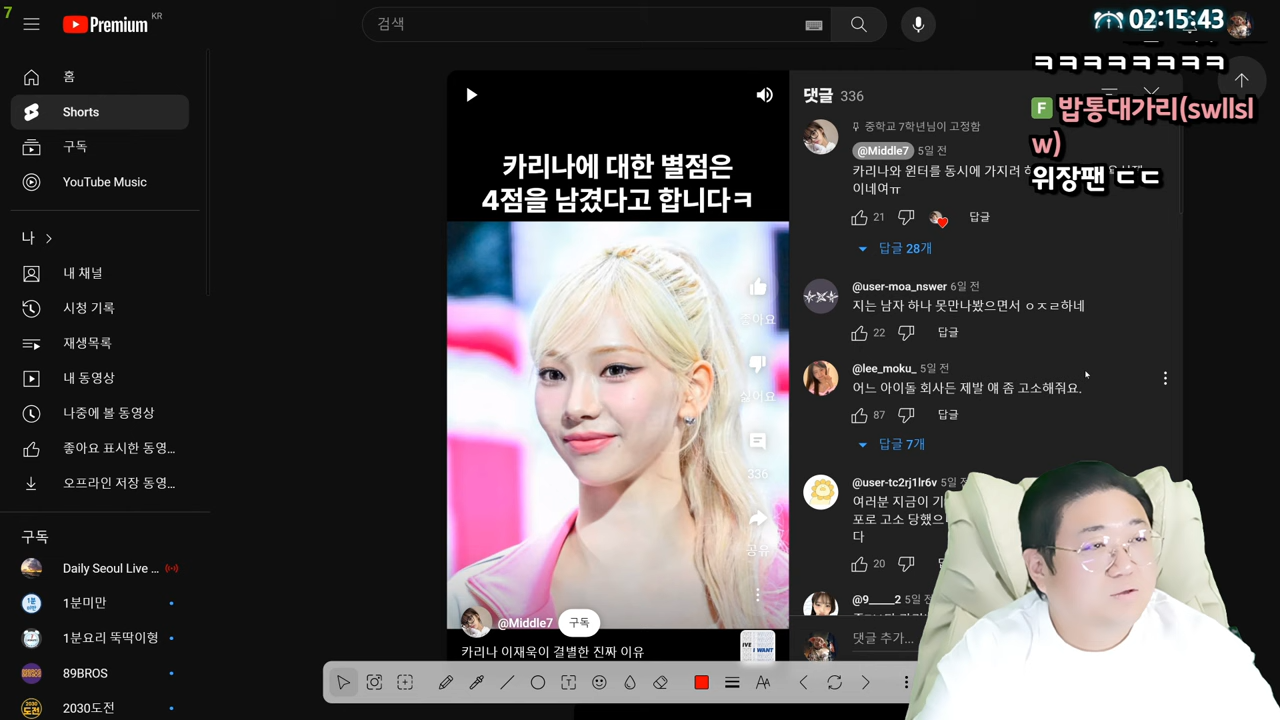 7
Premium KR
검색
02:15:43
홈
Shorts
구독
YouTube Music
나
내 채널
시청 기록
재생목록
내 동영상
나중에 볼 동영상
좋아요 표시한 동영...
오프라인 저장 동영...
구독
Daily Seoul Live ...
1분미만
1분요리 뚝딱이형
89BROS
2030도전
카리나에 대한 별점은
4점을 남겼다고 합니다ㅋ
좋아요
싫어요
336
공유
@Middle7
구독
카리나 이재욱이 결별한 진짜 이유
IVE I WANT
댓글 336
중학교 7학년님이 고정함
@Middle7 5일 전
카리나와 윈터를 동시에 가지려
이네여ㅠ
21
답글
답글 28개
@user-moa_nswer 6일 전
지는 남자 하나 못만나봤으면서 ㅇㅈㄹ하네
22
답글
@lee_moku_ 5일 전
어느 아이돌 회사든 제발 얘 좀 고소해줘요.
87
답글
답글 7개
@user-tc2rj1lr6v 5일
여러분 지금이
포로 고소 당했으
다
20
@9____2 5일 전
댓글 추가...
ㅋㅋㅋㅋㅋㅋㅋㅋ
F 밥통대가리(swllsl
w)
위장팬 ㄷㄷ